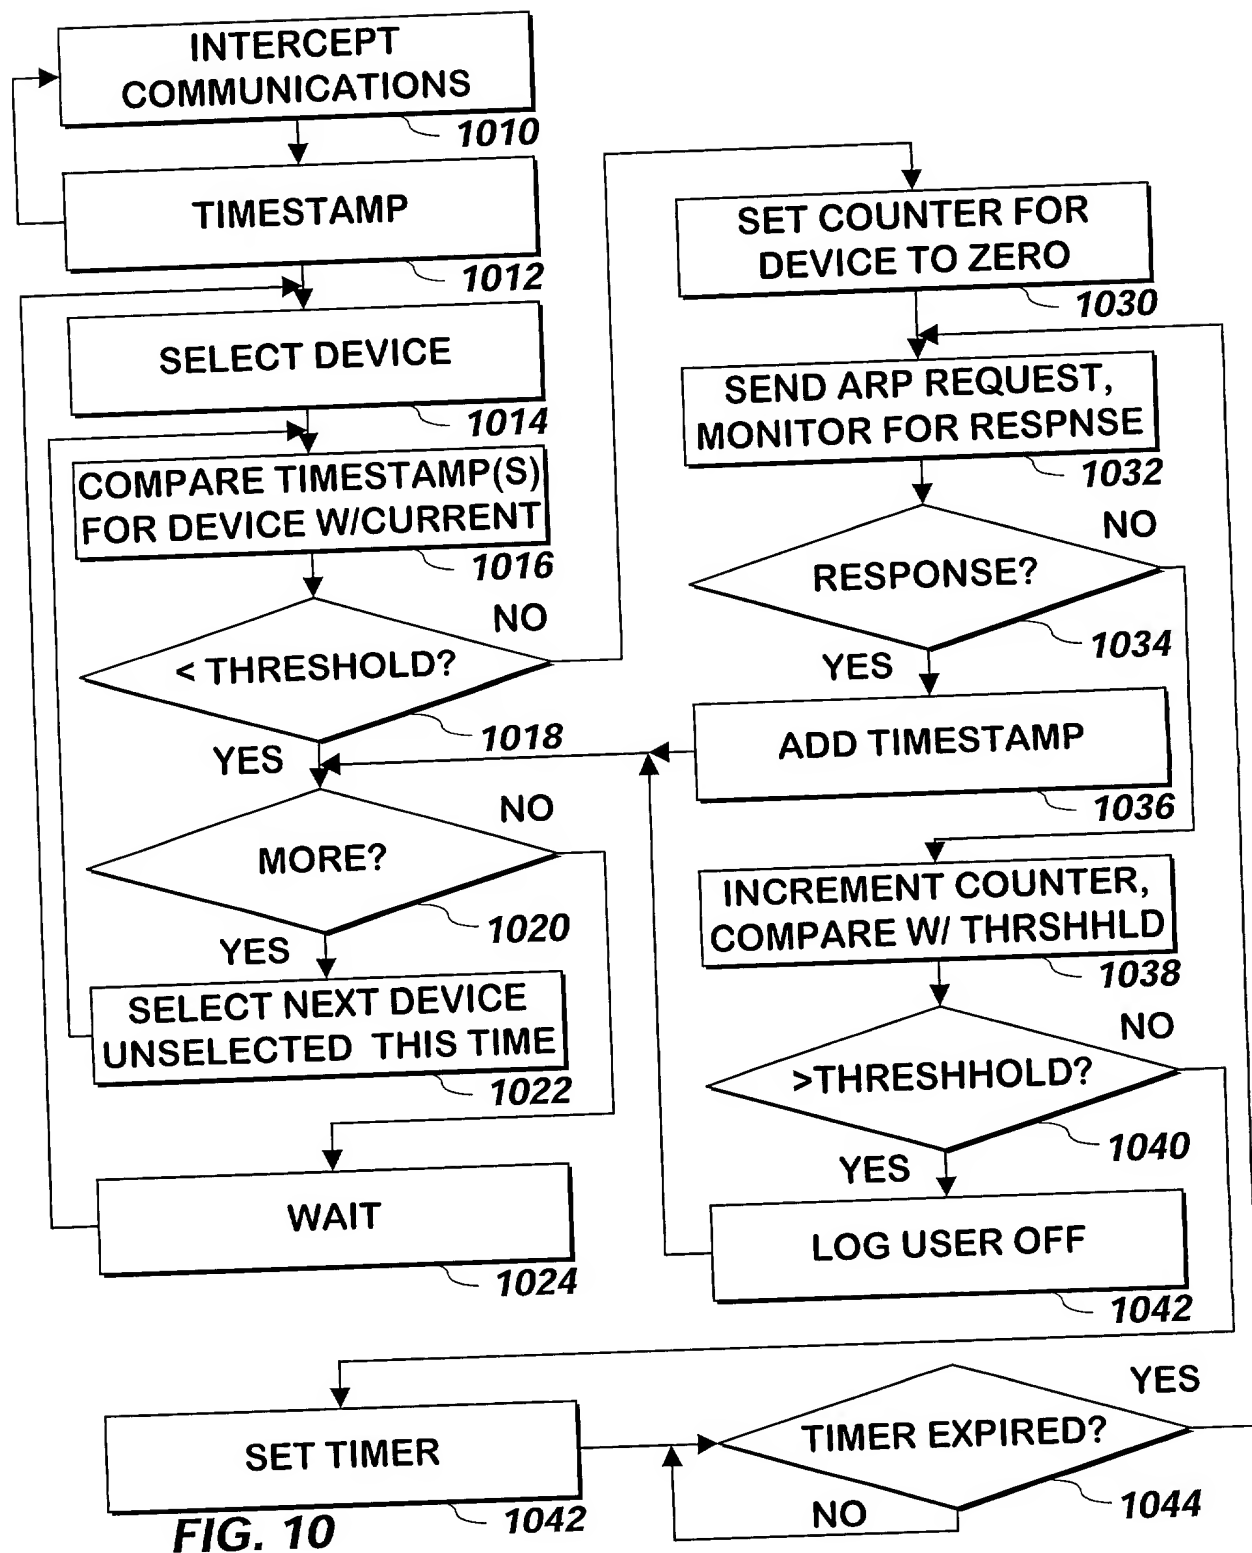 INTERCEPT
COMMUNICATIONS
1010
TIMESTAMP
1012
SELECT DEVICE
1014
COMPARE TIMESTAMP(S)
FOR DEVICE W/CURRENT
1016
NO
< THRESHOLD?
1018
YES
NO
MORE?
1020
YES
SELECT NEXT DEVICE
UNSELECTED THIS TIME
1022
WAIT
1024
SET COUNTER FOR
DEVICE TO ZERO
1030
SEND ARP REQUEST,
MONITOR FOR RESPNSE
1032
NO
RESPONSE?
1034
YES
ADD TIMESTAMP
1036
INCREMENT COUNTER,
COMPARE W/ THRSHHLD
1038
NO
>THRESHHOLD?
1040
YES
LOG USER OFF
1042
SET TIMER
1042
YES
TIMER EXPIRED?
1044
NO
FIG. 10